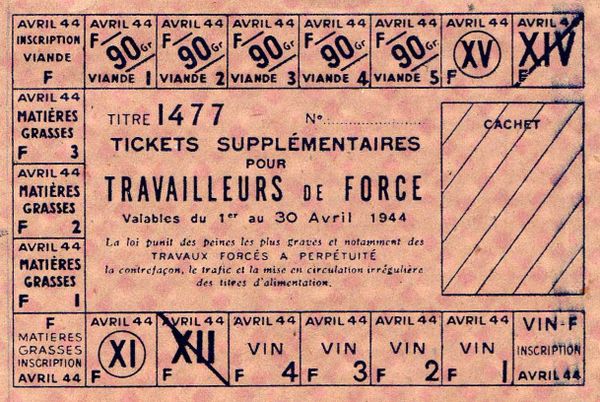 AVRIL 44
INSCRIPTION
VIANDE
F
AVRIL 44
F 90 Gr.
VIANDE 1
AVRIL 44
F 90 Gr.
VIANDE 2
AVRIL 44
F 90 Gr.
VIANDE 3
AVRIL 44
F 90 Gr.
VIANDE 4
AVRIL 44
F 90 Gr.
VIANDE 5
AVRIL 44
XV
F
AVRIL 44
XIV
F
AVRIL 44
MATIÈRES
GRASSES
F 3
AVRIL 44
MATIÈRES
GRASSES
F 2
AVRIL 44
MATIÈRES
GRASSES
F 1
TITRE 1477 N°
TICKETS SUPPLÉMENTAIRES
POUR
TRAVAILLEURS DE FORCE
Valables du 1er au 30 Avril 1944
La loi punit des peines les plus graves et notamment des
TRAVAUX FORCÉS A PERPÉTUITÉ
la contrefaçon, le trafic et la mise en circulation irrégulière
des titres d'alimentation.
CACHET
F
MATIÈRES
GRASSES
INSCRIPTION
AVRIL 44
AVRIL 44
XI
F
AVRIL 44
XII
F
AVRIL 44
VIN
F 4
AVRIL 44
VIN
F 3
AVRIL 44
VIN
F 2
AVRIL 44
VIN
F 1
VIN-F
INSCRIPTION
AVRIL 44